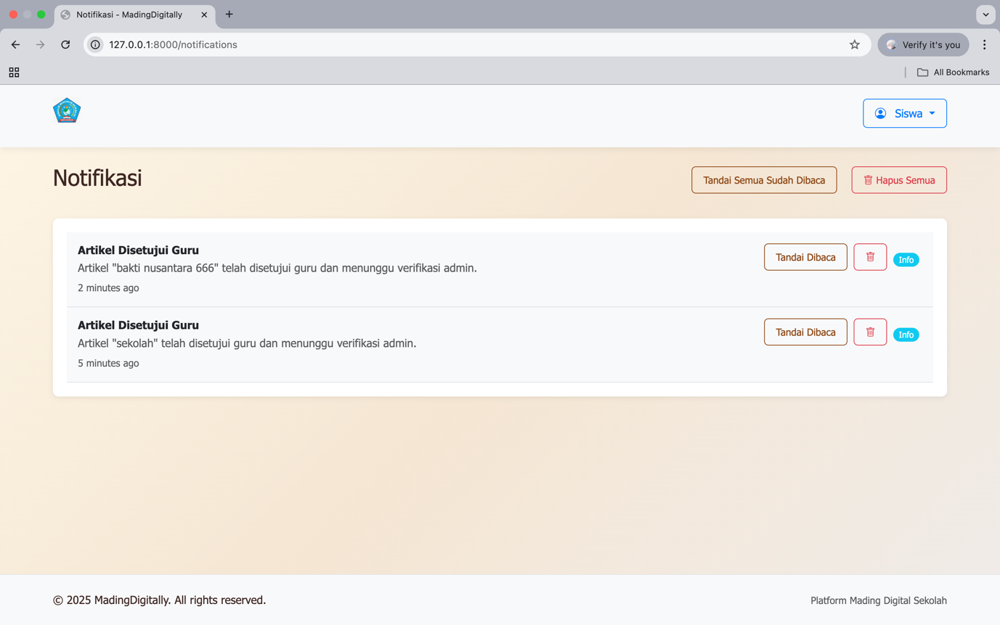 Notifikasi - MadingDigitally
127.0.0.1:8000/notifications
Verify it's you
All Bookmarks
Siswa
Notifikasi
Tandai Semua Sudah Dibaca
Hapus Semua
Artikel Disetujui Guru
Artikel "bakti nusantara 666" telah disetujui guru dan menunggu verifikasi admin.
2 minutes ago
Tandai Dibaca
Info
Artikel Disetujui Guru
Artikel "sekolah" telah disetujui guru dan menunggu verifikasi admin.
5 minutes ago
Tandai Dibaca
Info
© 2025 MadingDigitally. All rights reserved.
Platform Mading Digital Sekolah